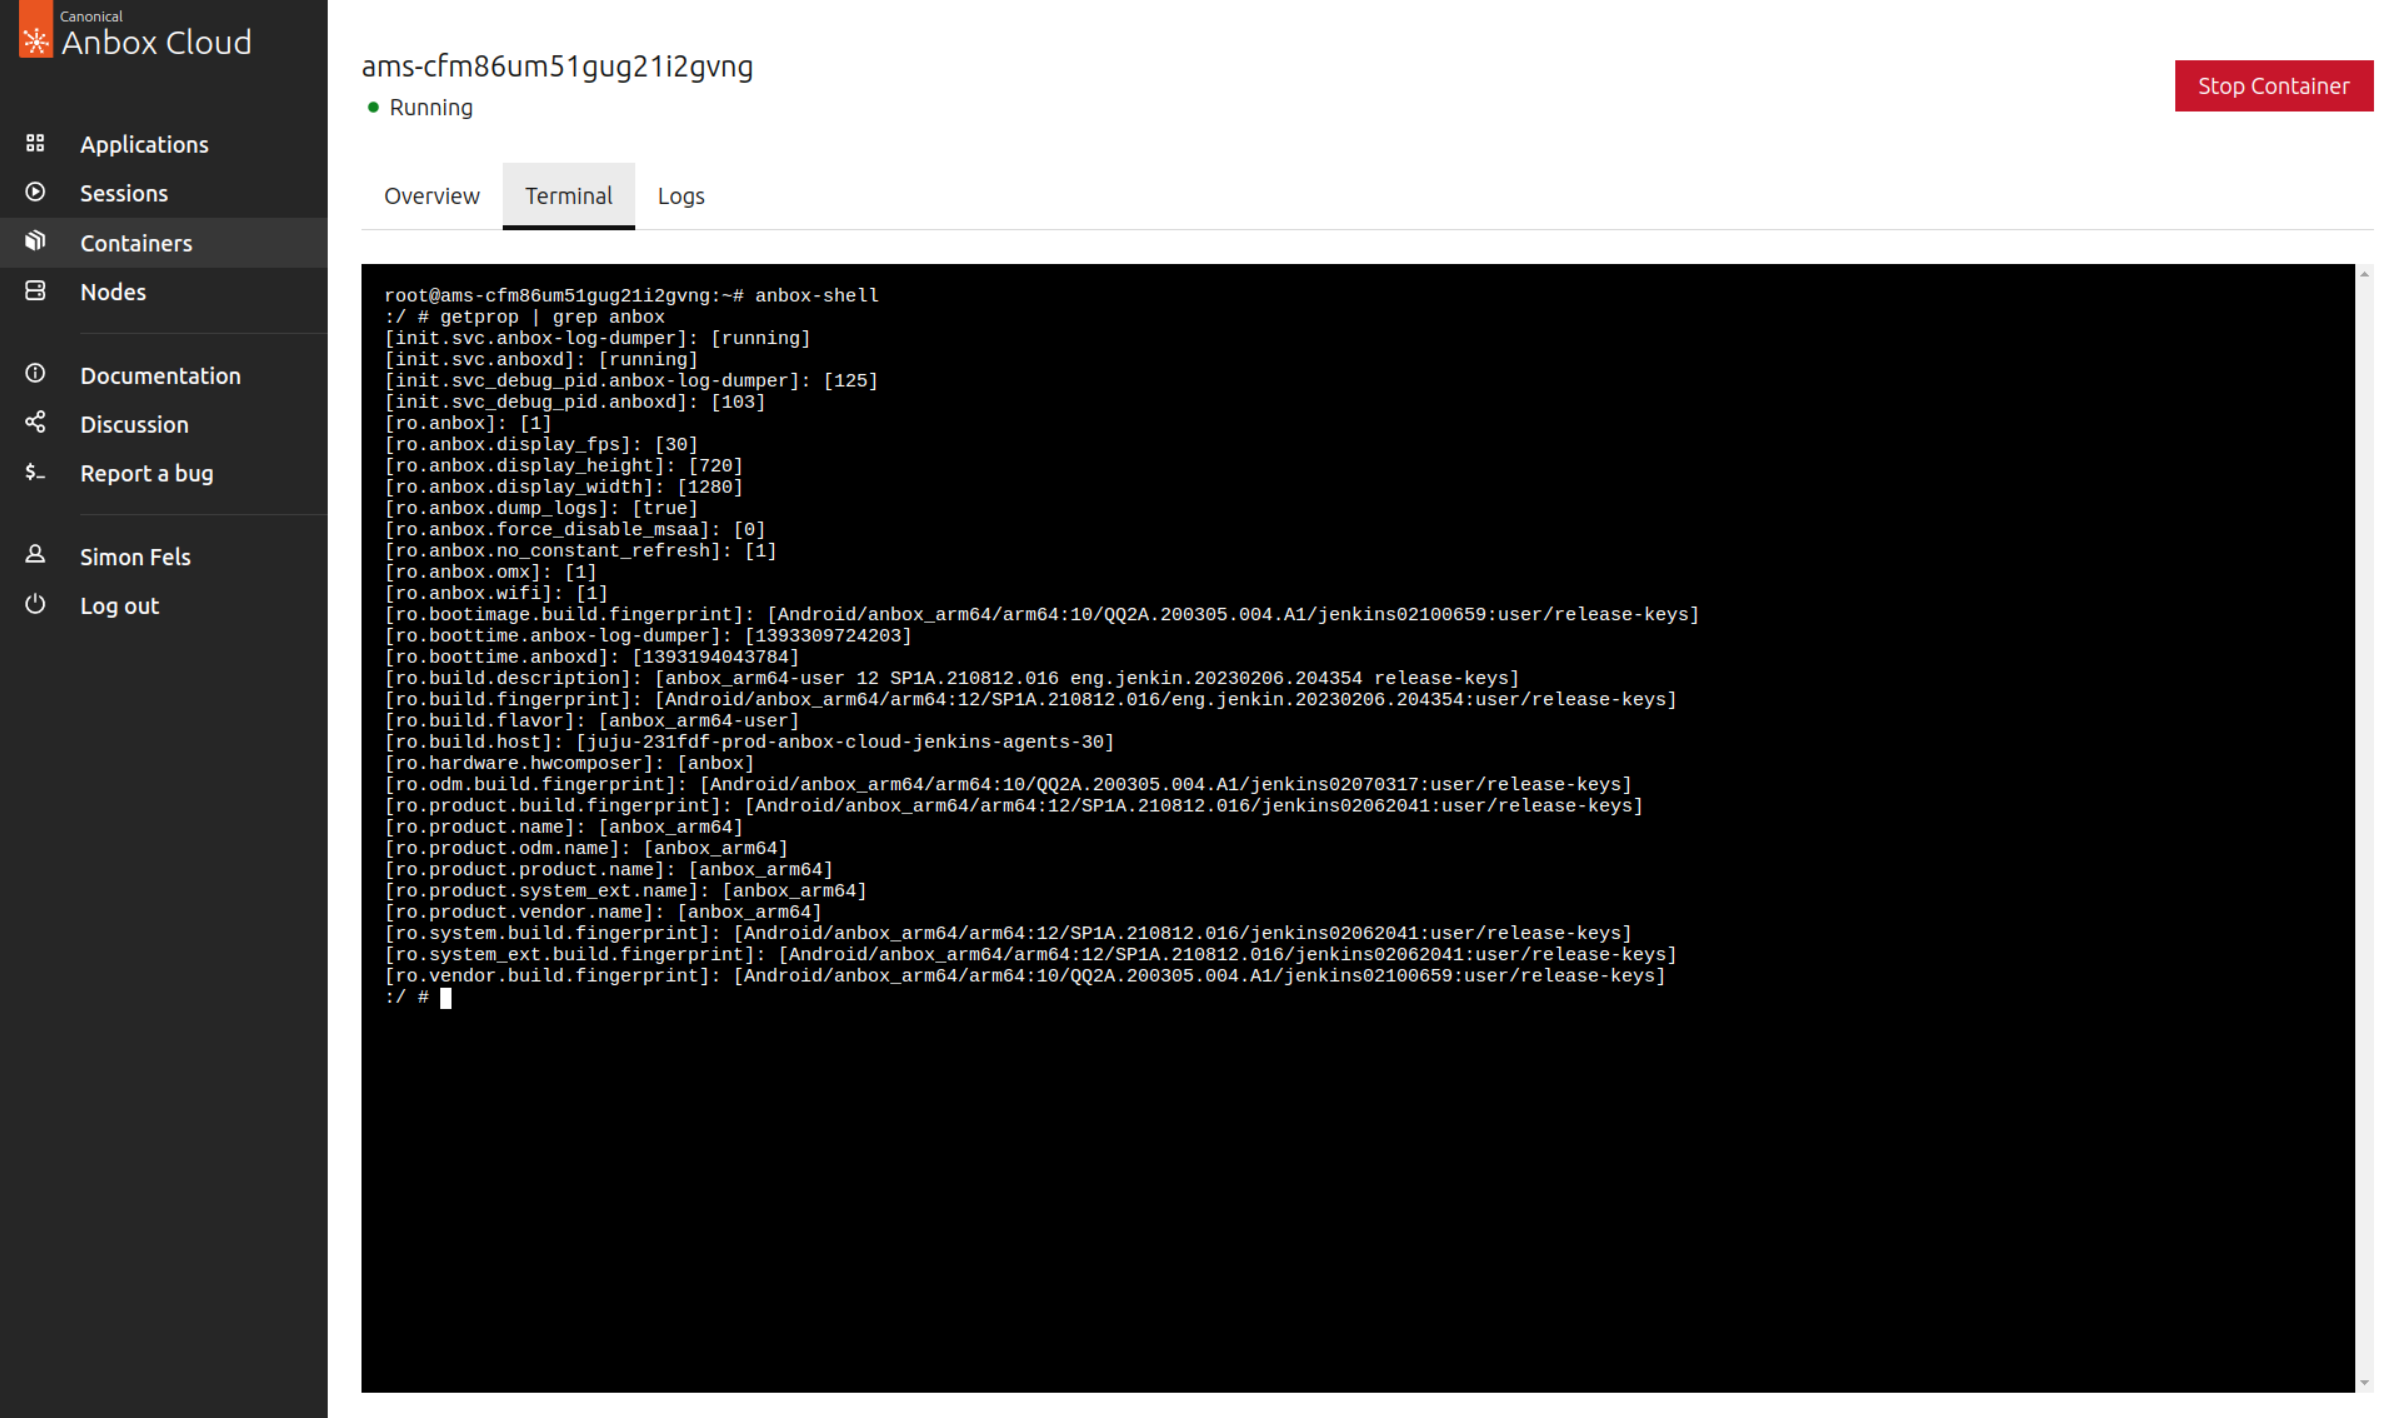 Canonical
Anbox Cloud
Applications
Sessions
Containers
Nodes
Documentation
Discussion
Report a bug
Simon Fels
Log out
ams-cfm86um51gug21i2gvng
Running
Stop Container
Overview Terminal Logs
root@ams-cfm86um51gug21i2gvng:~# anbox-shell
:/ # getprop | grep anbox
[init.svc.anbox-log-dumper]: [running]
[init.svc.anboxd]: [running]
[init.svc_debug_pid.anbox-log-dumper]: [125]
[init.svc_debug_pid.anboxd]: [103]
[ro.anbox]: [1]
[ro.anbox.display_fps]: [30]
[ro.anbox.display_height]: [720]
[ro.anbox.display_width]: [1280]
[ro.anbox.dump_logs]: [true]
[ro.anbox.force_disable_msaa]: [0]
[ro.anbox.no_constant_refresh]: [1]
[ro.anbox.omx]: [1]
[ro.anbox.wifi]: [1]
[ro.bootimage.build.fingerprint]: [Android/anbox_arm64/arm64:10/QQ2A.200305.004.A1/jenkins02100659:user/release-keys]
[ro.boottime.anbox-log-dumper]: [1393309724203]
[ro.boottime.anboxd]: [1393194043784]
[ro.build.description]: [anbox_arm64-user 12 SP1A.210812.016 eng.jenkin.20230206.204354 release-keys]
[ro.build.fingerprint]: [Android/anbox_arm64/arm64:12/SP1A.210812.016/eng.jenkin.20230206.204354:user/release-keys]
[ro.build.flavor]: [anbox_arm64-user]
[ro.build.host]: [juju-231fdf-prod-anbox-cloud-jenkins-agents-30]
[ro.hardware.hwcomposer]: [anbox]
[ro.odm.build.fingerprint]: [Android/anbox_arm64/arm64:10/QQ2A.200305.004.A1/jenkins02070317:user/release-keys]
[ro.product.build.fingerprint]: [Android/anbox_arm64/arm64:12/SP1A.210812.016/jenkins02062041:user/release-keys]
[ro.product.name]: [anbox_arm64]
[ro.product.odm.name]: [anbox_arm64]
[ro.product.product.name]: [anbox_arm64]
[ro.product.system_ext.name]: [anbox_arm64]
[ro.product.vendor.name]: [anbox_arm64]
[ro.system.build.fingerprint]: [Android/anbox_arm64/arm64:12/SP1A.210812.016/jenkins02062041:user/release-keys]
[ro.system_ext.build.fingerprint]: [Android/anbox_arm64/arm64:12/SP1A.210812.016/jenkins02062041:user/release-keys]
[ro.vendor.build.fingerprint]: [Android/anbox_arm64/arm64:10/QQ2A.200305.004.A1/jenkins02100659:user/release-keys]
:/ #